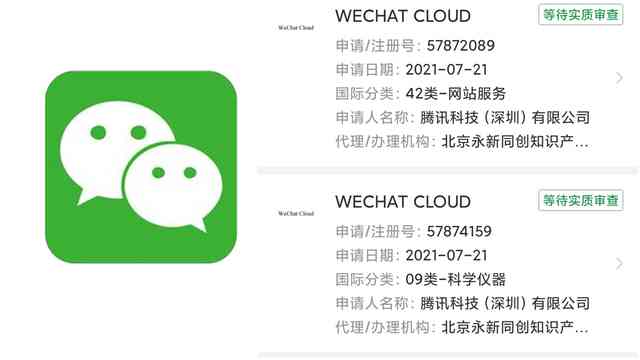 WeChat Cloud
WECHAT CLOUD
等待实质审查
申请/注册号：57872089
申请日期：2021-07-21
国际分类：42类-网站服务
申请人名称：腾讯科技（深圳）有限公司
代理/办理机构：北京永新同创知识产...
WeChat Cloud
WECHAT CLOUD
等待实质审查
申请/注册号：57874159
申请日期：2021-07-21
国际分类：09类-科学仪器
申请人名称：腾讯科技（深圳）有限公司
代理/办理机构：北京永新同创知识产...